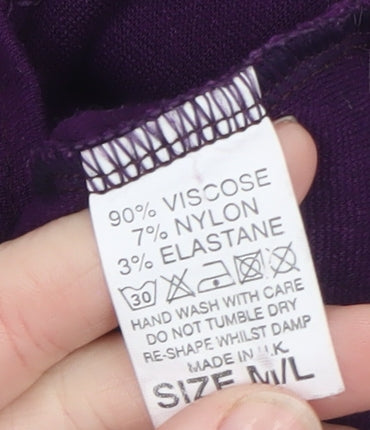 90% VISCOSE
7% NYLON
3% ELASTANE
30
HAND WASH WITH CARE
DO NOT TUMBLE DRY
RE-SHAPE WHILST DAMP
MADE IN U.K
SIZE M/L